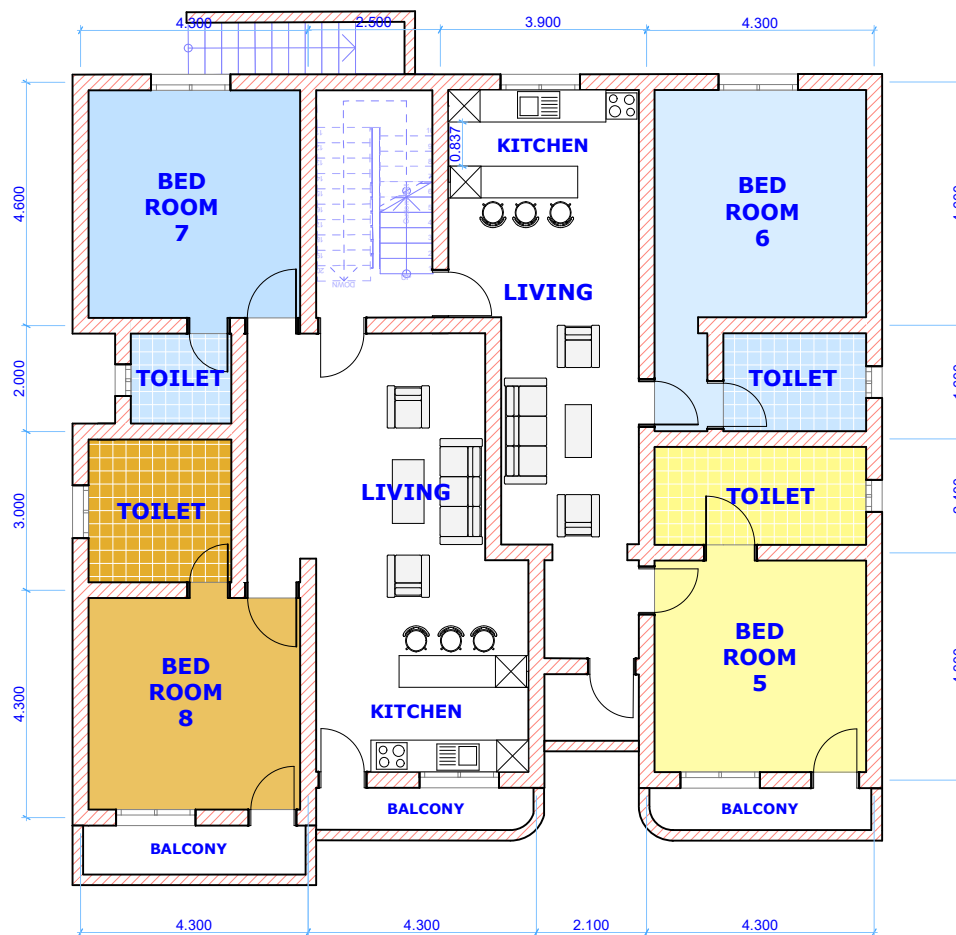 4.300
2.500
3.900
4.300
KITCHEN
0.837
BED
ROOM
7
BED
ROOM
6
4.600
DOWN
LIVING
TOILET
TOILET
2.000
LIVING
TOILET
TOILET
3.000
BED
ROOM
5
BED
ROOM
8
4.300
KITCHEN
BALCONY
BALCONY
BALCONY
4.300
4.300
2.100
4.300